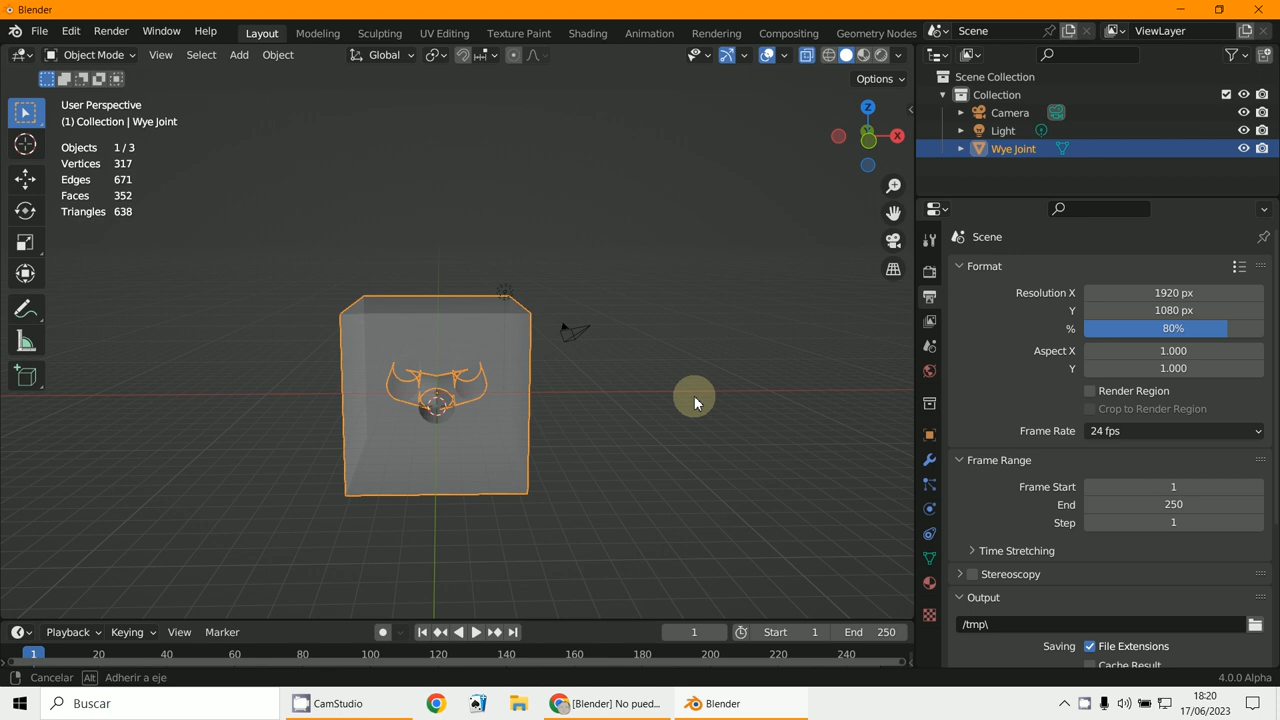 Blender
File Edit Render Window Help Layout Modeling Sculpting UV Editing Texture Paint Shading Animation Rendering Compositing Geometry Nodes Scene ViewLayer
Object Mode View Select Add Object Global
Options
User Perspective
(1) Collection | Wye Joint
Objects 1 / 3
Vertices 317
Edges 671
Faces 352
Triangles 638
Z
X
Y
Scene Collection
Collection
Camera
Light
Wye Joint
Scene
Format
Resolution X 1920 px
Y 1080 px
% 80%
Aspect X 1.000
Y 1.000
Render Region
Crop to Render Region
Frame Rate 24 fps
Frame Range
Frame Start 1
End 250
Step 1
Time Stretching
Stereoscopy
Output
/tmp\
Saving File Extensions
Cache Result
Playback Keying View Marker 1 Start 1 End 250
1 20 40 60 80 100 120 140 160 180 200 220 240
Cancelar Alt Adherir a eje 4.0.0 Alpha
Buscar CamStudio [Blender] No pued... Blender 18:20
17/06/2023